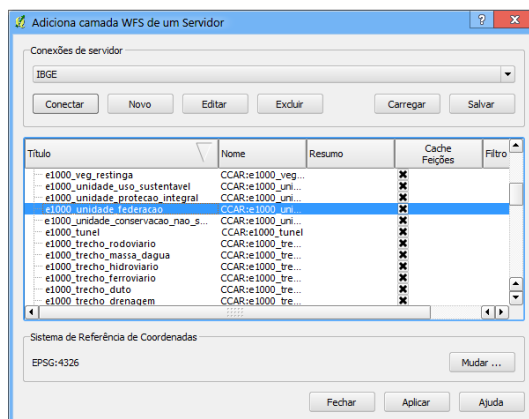 Adiciona camada WFS de um Servidor
Conexões de servidor
IBGE
Conectar Novo Editar Excluir Carregar Salvar
Título Nome Resumo Cache Feições Filtro
e1000_veg_restinga CCAR:e1000_veg...
e1000_unidade_uso_sustentavel CCAR:e1000_uni...
e1000_unidade_protecao_integral CCAR:e1000_uni...
e1000_unidade_federacao CCAR:e1000_uni...
e1000_unidade_conservacao_nao_s... CCAR:e1000_uni...
e1000_tunel CCAR:e1000_tunel
e1000_trecho_rodoviario CCAR:e1000_tre...
e1000_trecho_massa_dagua CCAR:e1000_tre...
e1000_trecho_hidroviario CCAR:e1000_tre...
e1000_trecho_ferroviario CCAR:e1000_tre...
e1000_trecho_duto CCAR:e1000_tre...
e1000_trecho_drenagem CCAR:e1000_tre...
Sistema de Referência de Coordenadas
EPSG:4326 Mudar ...
Fechar Aplicar Ajuda